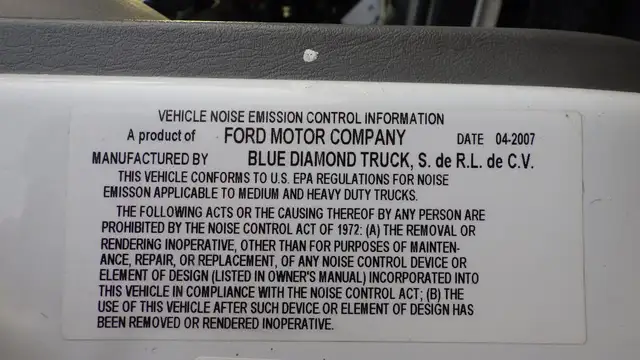 VEHICLE NOISE EMISSION CONTROL INFORMATION
A product of FORD MOTOR COMPANY DATE 04-2007
MANUFACTURED BY BLUE DIAMOND TRUCK, S. de R.L. de C.V.
THIS VEHICLE CONFORMS TO U.S. EPA REGULATIONS FOR NOISE
EMISSON APPLICABLE TO MEDIUM AND HEAVY DUTY TRUCKS.
THE FOLLOWING ACTS OR THE CAUSING THEREOF BY ANY PERSON ARE
PROHIBITED BY THE NOISE CONTROL ACT OF 1972: (A) THE REMOVAL OR
RENDERING INOPERATIVE, OTHER THAN FOR PURPOSES OF MAINTEN-
ANCE, REPAIR, OR REPLACEMENT, OF ANY NOISE CONTROL DEVICE OR
ELEMENT OF DESIGN (LISTED IN OWNER'S MANUAL) INCORPORATED INTO
THIS VEHICLE IN COMPLIANCE WITH THE NOISE CONTROL ACT; (B) THE
USE OF THIS VEHICLE AFTER SUCH DEVICE OR ELEMENT OF DESIGN HAS
BEEN REMOVED OR RENDERED INOPERATIVE.